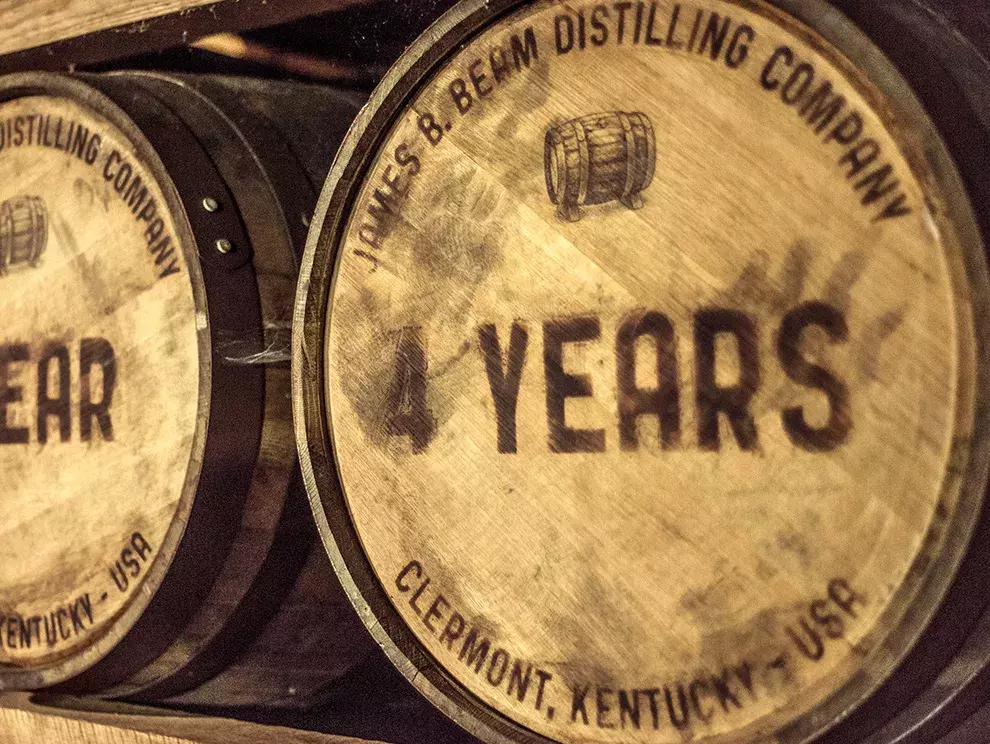 DISTILLING COMPANY
EAR
KENTUCKY - USA
JAMES B. BEAM DISTILLING COMPANY
4 YEARS
CLERMONT, KENTUCKY - USA